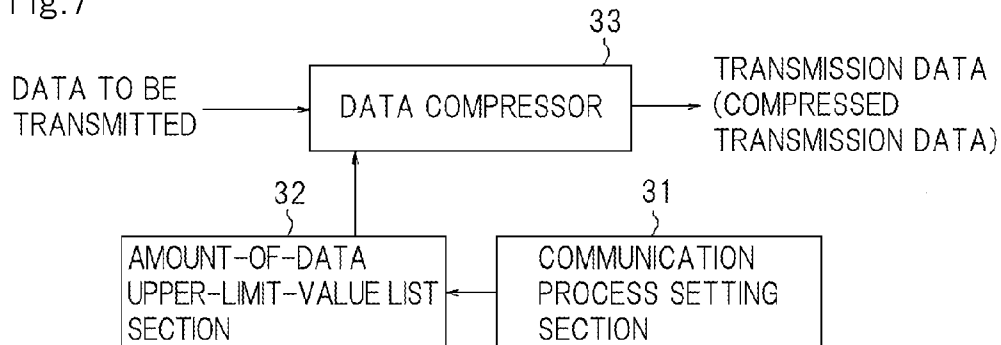 Fig.7
33
DATA TO BE
TRANSMITTED
DATA COMPRESSOR
TRANSMISSION DATA
(COMPRESSED
TRANSMISSION DATA)
32
AMOUNT-OF-DATA
UPPER-LIMIT-VALUE LIST
SECTION
31
COMMUNICATION
PROCESS SETTING
SECTION